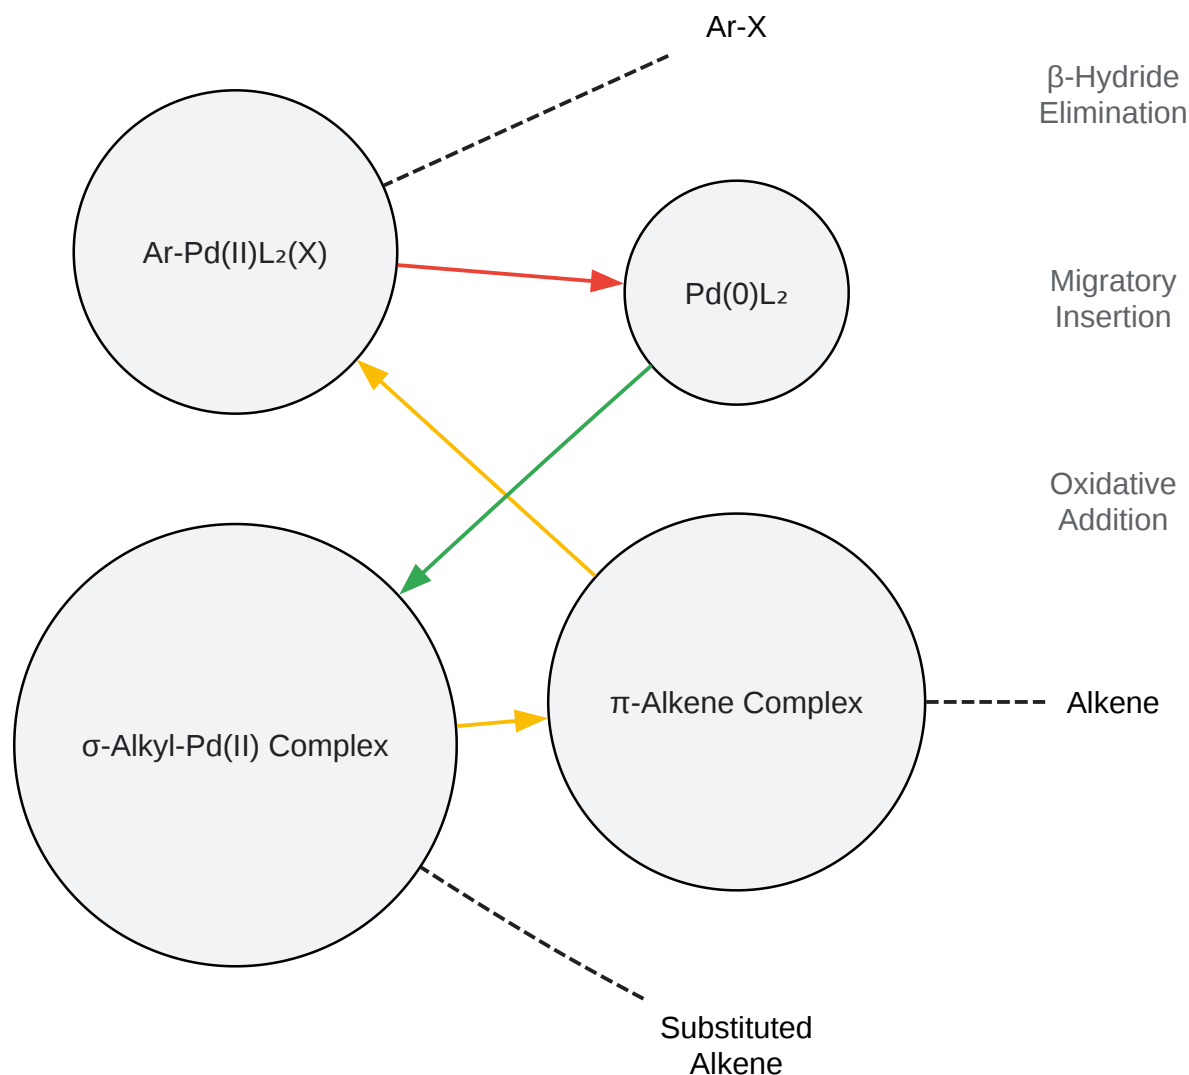 Ar-X
β-Hydride
Elimination
Ar-Pd(II)L₂(X)
Pd(0)L₂
Migratory
Insertion
Oxidative
Addition
σ-Alkyl-Pd(II) Complex
π-Alkene Complex
Alkene
Substituted
Alkene